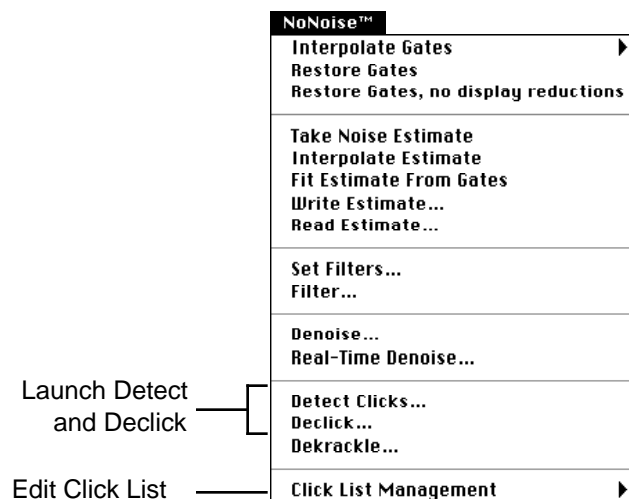 NoNoise™
Interpolate Gates
Restore Gates
Restore Gates, no display reductions
Take Noise Estimate
Interpolate Estimate
Fit Estimate From Gates
Write Estimate...
Read Estimate...
Set Filters...
Filter...
Denoise...
Real-Time Denoise...
Launch Detect
and Declick
Detect Clicks...
Declick...
Dekrackle...
Edit Click List
Click List Management